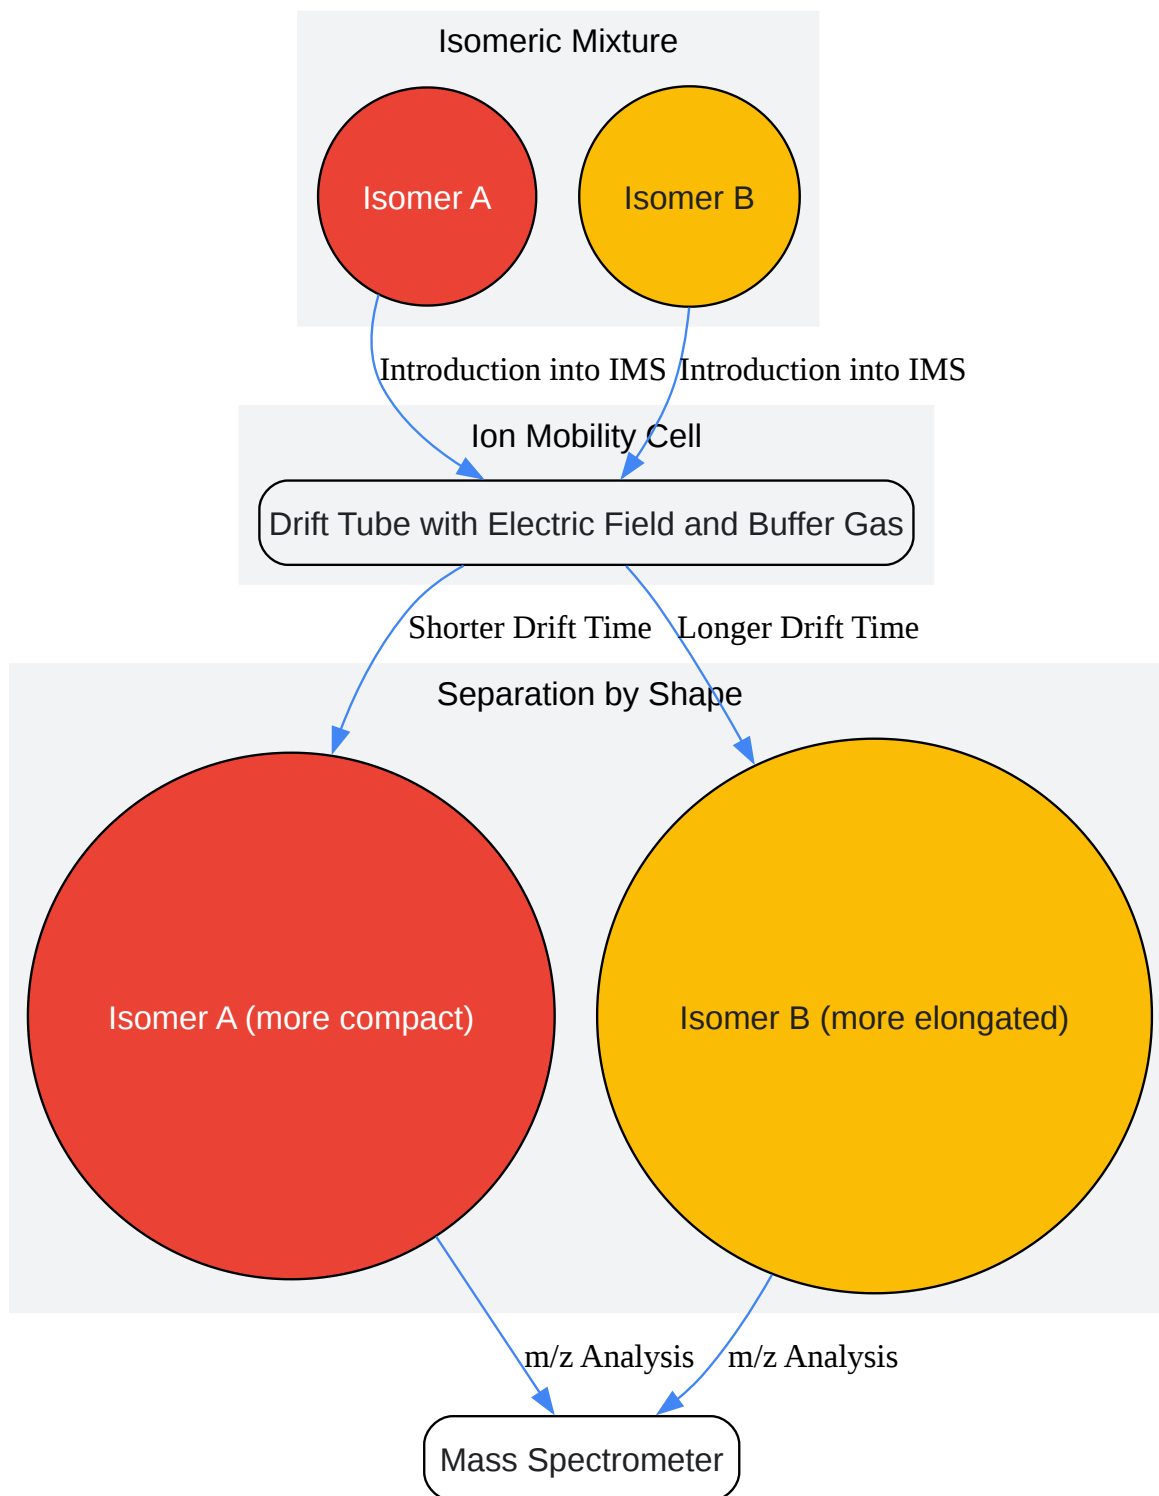 Isomeric Mixture
Isomer A
Isomer B
Introduction into IMS
Introduction into IMS
Ion Mobility Cell
Drift Tube with Electric Field and Buffer Gas
Shorter Drift Time
Longer Drift Time
Separation by Shape
Isomer A (more compact)
Isomer B (more elongated)
m/z Analysis
m/z Analysis
Mass Spectrometer